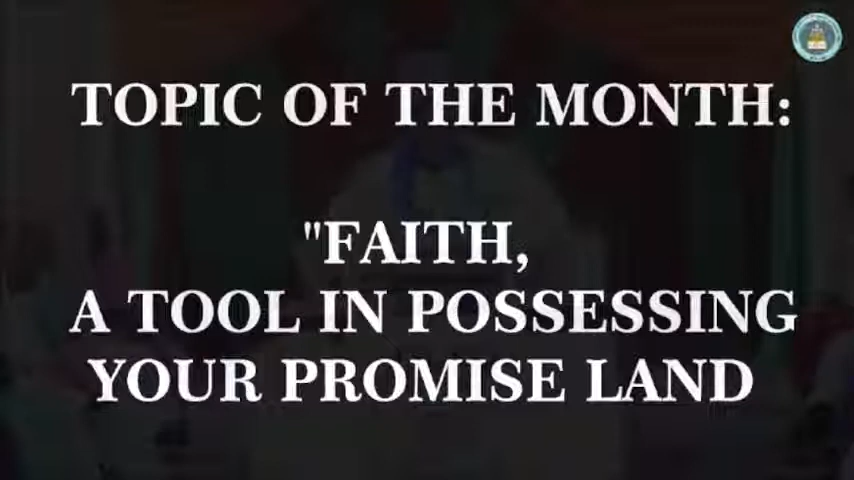 TOPIC OF THE MONTH:
"FAITH,
A TOOL IN POSSESSING
YOUR PROMISE LAND